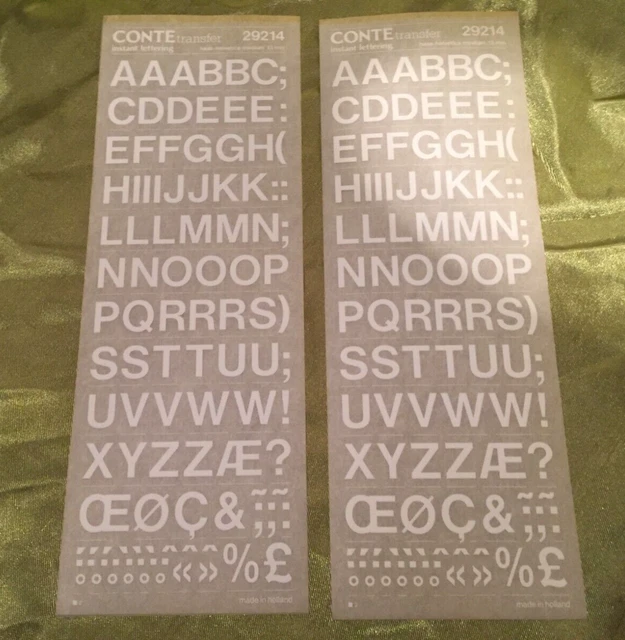 CONTE transfer 29214
instant lettering
AAABBC;
CDDEEE:
EFFGGH(
HIIIJJKK::
LLLMMN;
NNOOOP
PQRRRS)
SSTTUU;
UVVWW!
XYZZÆ?
ŒØÇ&
«»%£
made in holland
CONTE transfer 29214
instant lettering
AAABBC;
CDDEEE:
EFFGGH(
HIIIJJKK::
LLLMMN;
NNOOOP
PQRRRS)
SSTTUU;
UVVWW!
XYZZÆ?
ŒØÇ&
«»%£
made in holland